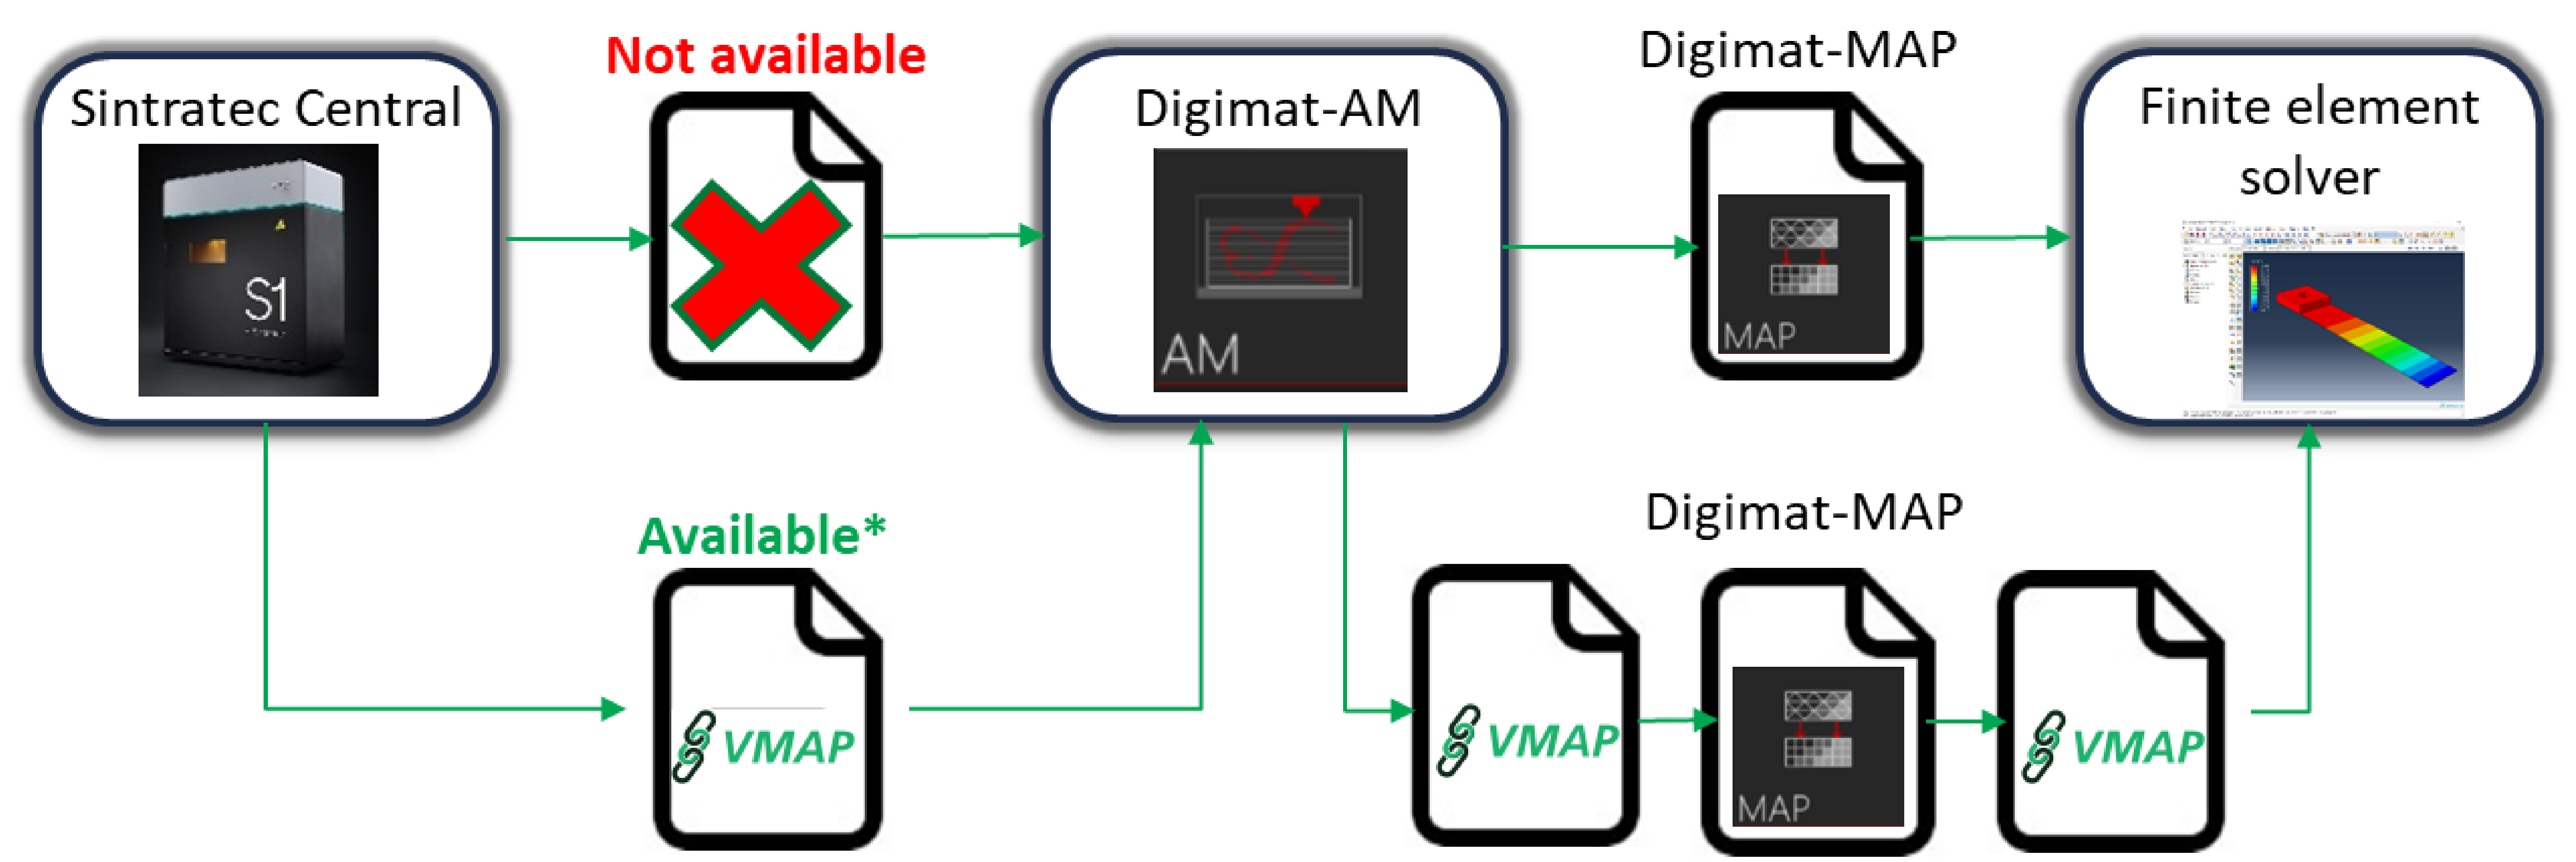 Not available
Digimat-MAP
Sintratec Central
Digimat-AM
Finite element
solver
S1
AM
MAP
Available*
Digimat-MAP
VMAP
VMAP
MAP
VMAP